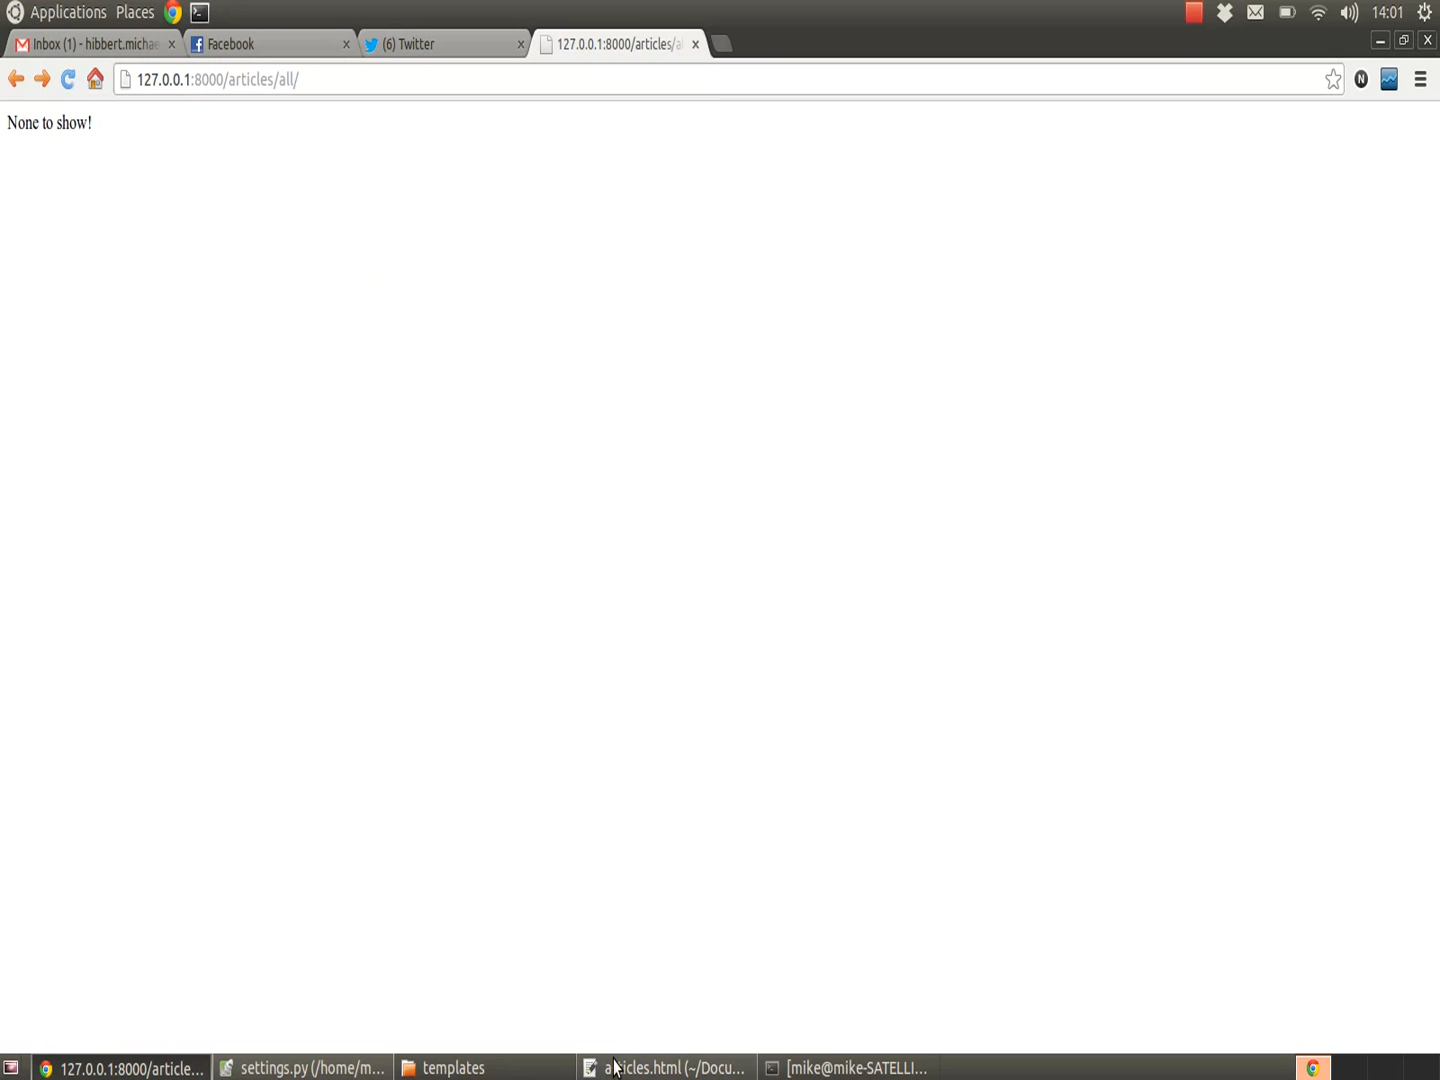 Applications Places 14:01
Inbox (1) - hibbert.michae Facebook (6) Twitter 127.0.0.1:8000/articles/a
127.0.0.1:8000/articles/all/ N
None to show!
127.0.0.1:8000/article... settings.py (/home/m... templates articles.html (~/Docu... [mike@mike-SATELLI...